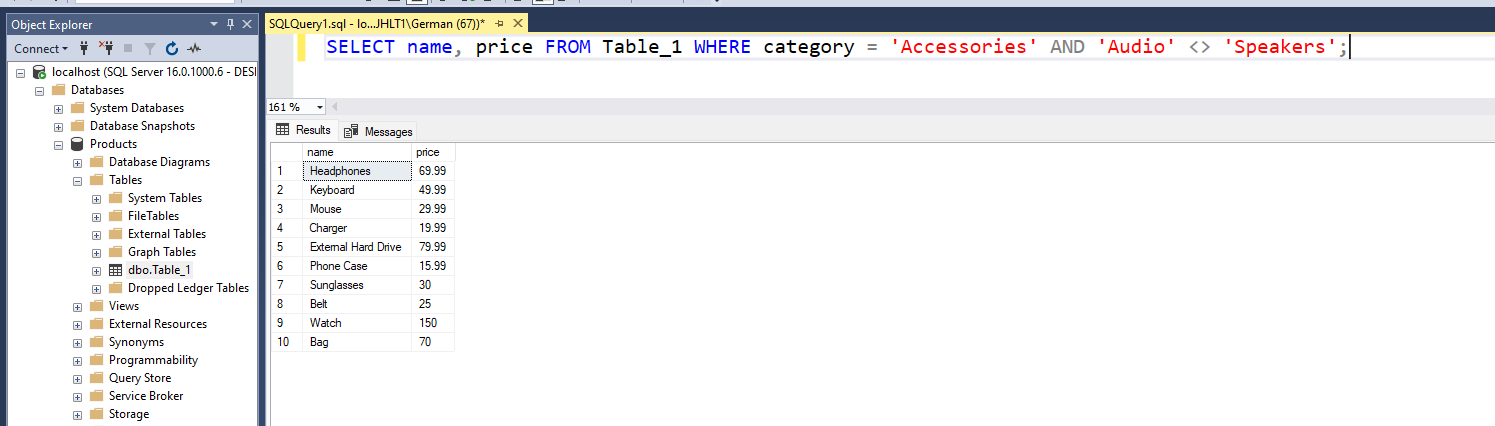 Object Explorer
Connect
localhost (SQL Server 16.0.1000.6 - DESI
Databases
System Databases
Database Snapshots
Products
Database Diagrams
Tables
System Tables
FileTables
External Tables
Graph Tables
dbo.Table_1
Dropped Ledger Tables
Views
External Resources
Synonyms
Programmability
Query Store
Service Broker
Storage
SQLQuery1.sql - lo...JHLT1\German (67))*
SELECT name, price FROM Table_1 WHERE category = 'Accessories' AND 'Audio' <> 'Speakers';
161 %
Results Messages
name price
1 Headphones 69.99
2 Keyboard 49.99
3 Mouse 29.99
4 Charger 19.99
5 External Hard Drive 79.99
6 Phone Case 15.99
7 Sunglasses 30
8 Belt 25
9 Watch 150
10 Bag 70